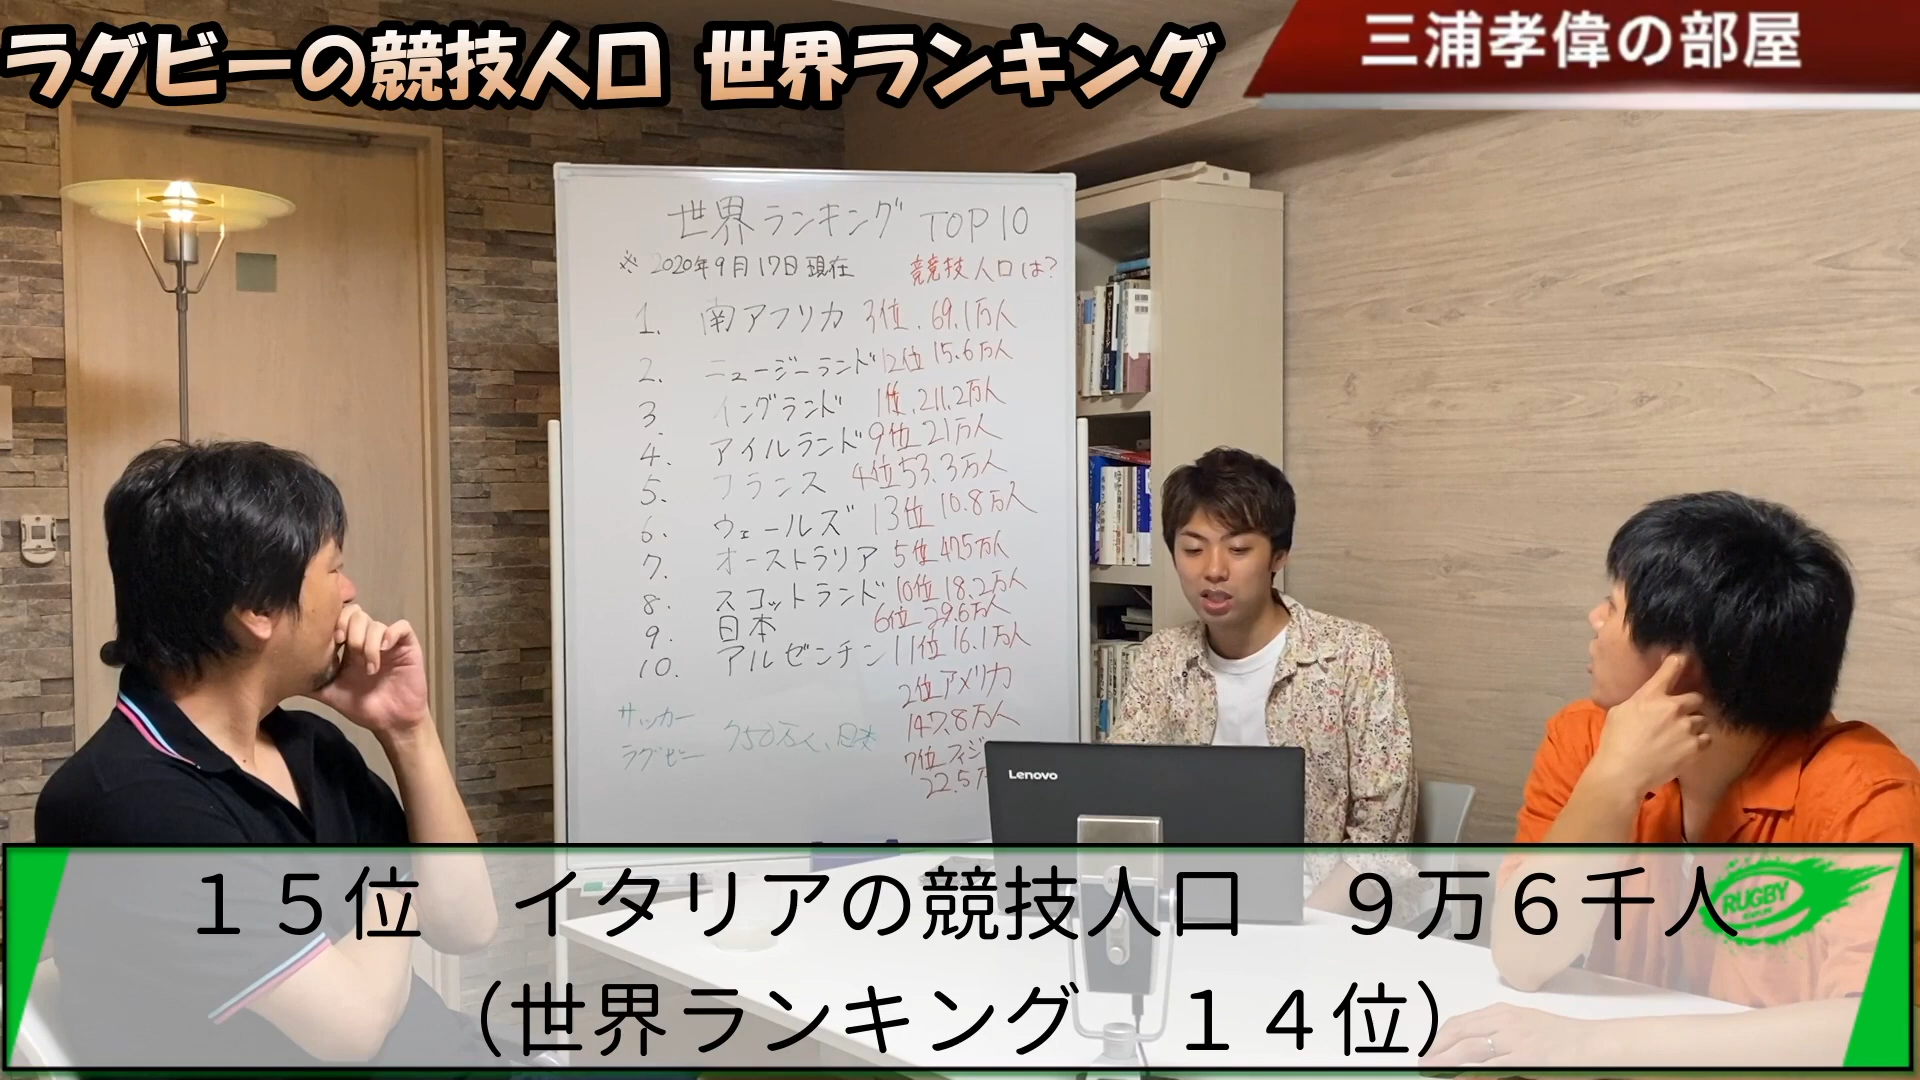 ラグビーの競技人口 世界ランキング
三浦孝偉の部屋
世界ランキング TOP10
※ 2020年9月17日現在 競技人口は?
1. 南アフリカ 3位. 69.1万人
2. ニュージーランド 12位 15.6万人
3. イングランド 1位. 211.2万人
4. アイルランド 9位 21万人
5. フランス 4位 53.3万人
6. ウェールズ 13位 10.8万人
7. オーストラリア 5位 47.5万人
8. スコットランド 10位 18.2万人
9. 日本 6位 29.6万人
10. アルゼンチン 11位 16.1万人
2位 アメリカ
サッカー
147.8万人
ラグビー
750万人、日本
7位 フィジー
22.5万
Lenovo
15位 イタリアの競技人口 9万6千人
(世界ランキング 14位)
RUGBY